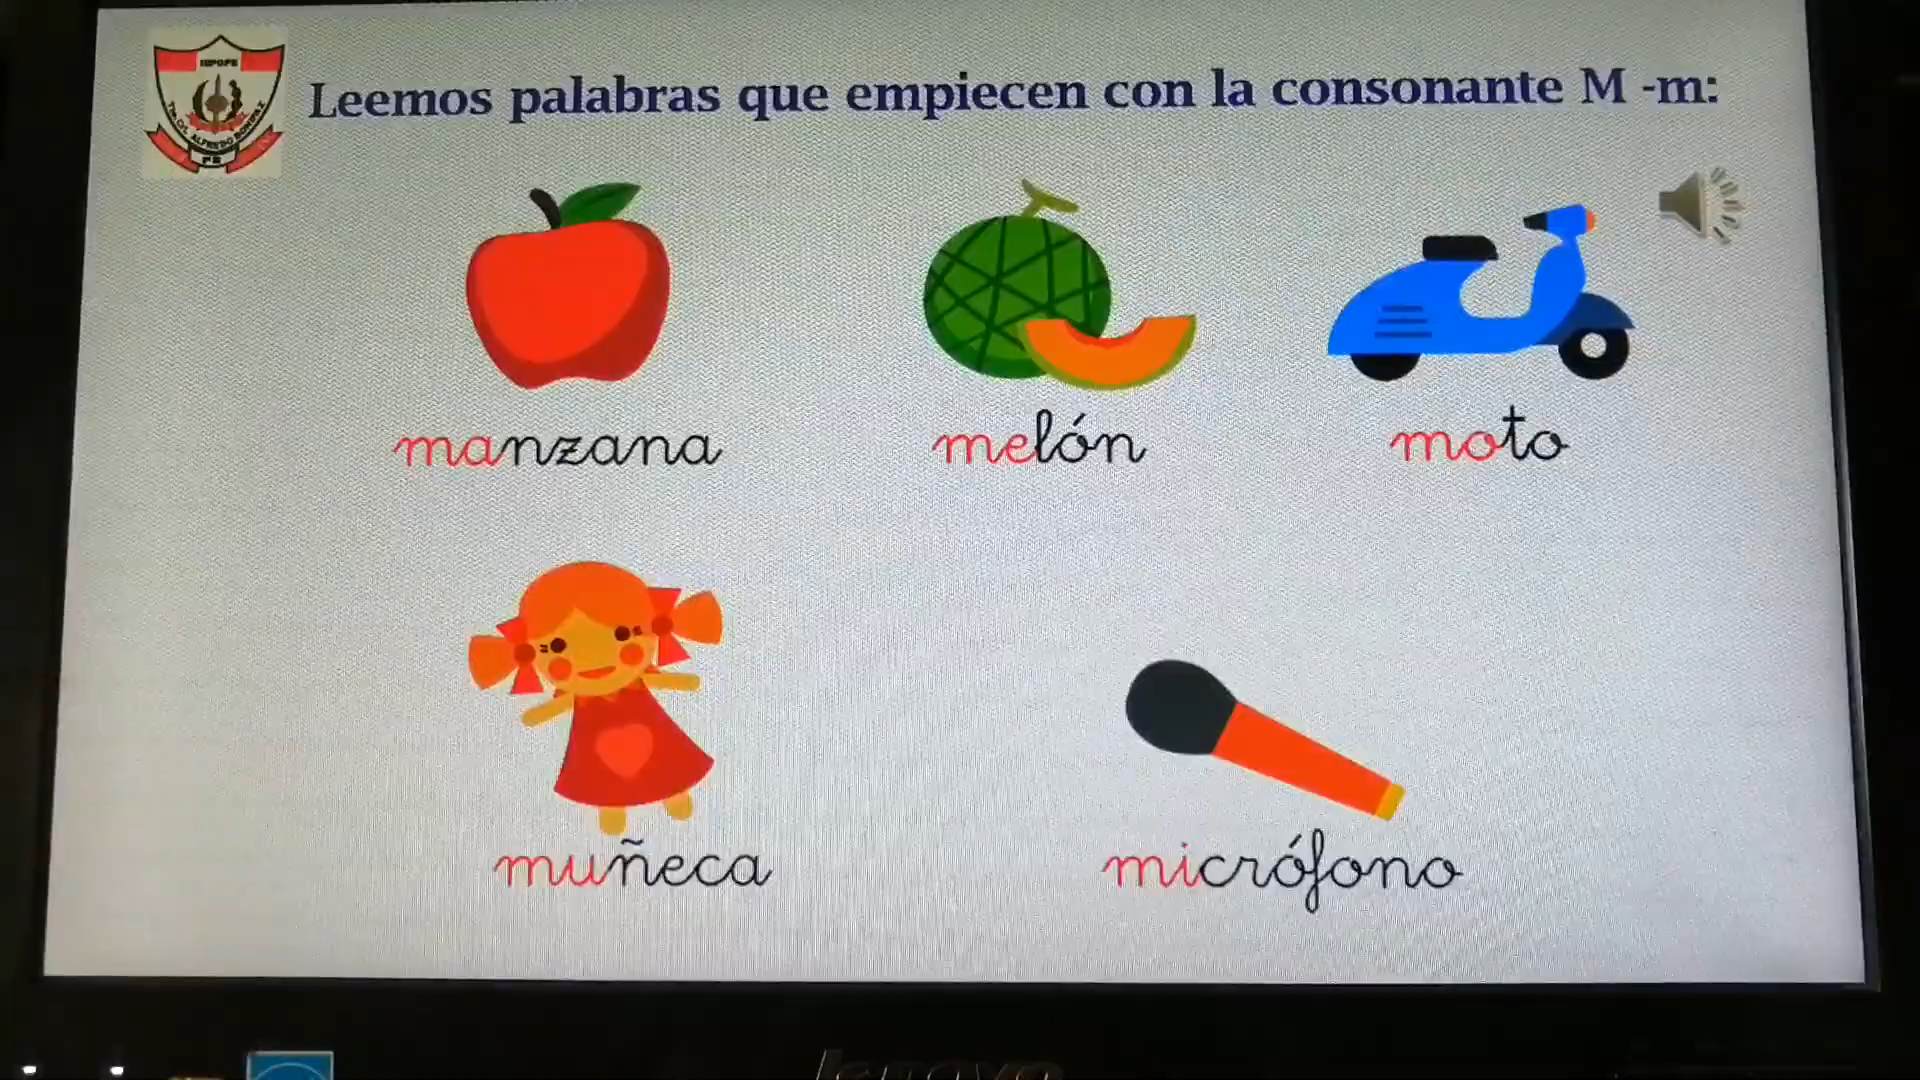 Leemos palabras que empiecen con la consonante M -m:
manzana
melón
moto
muñeca
micrófono